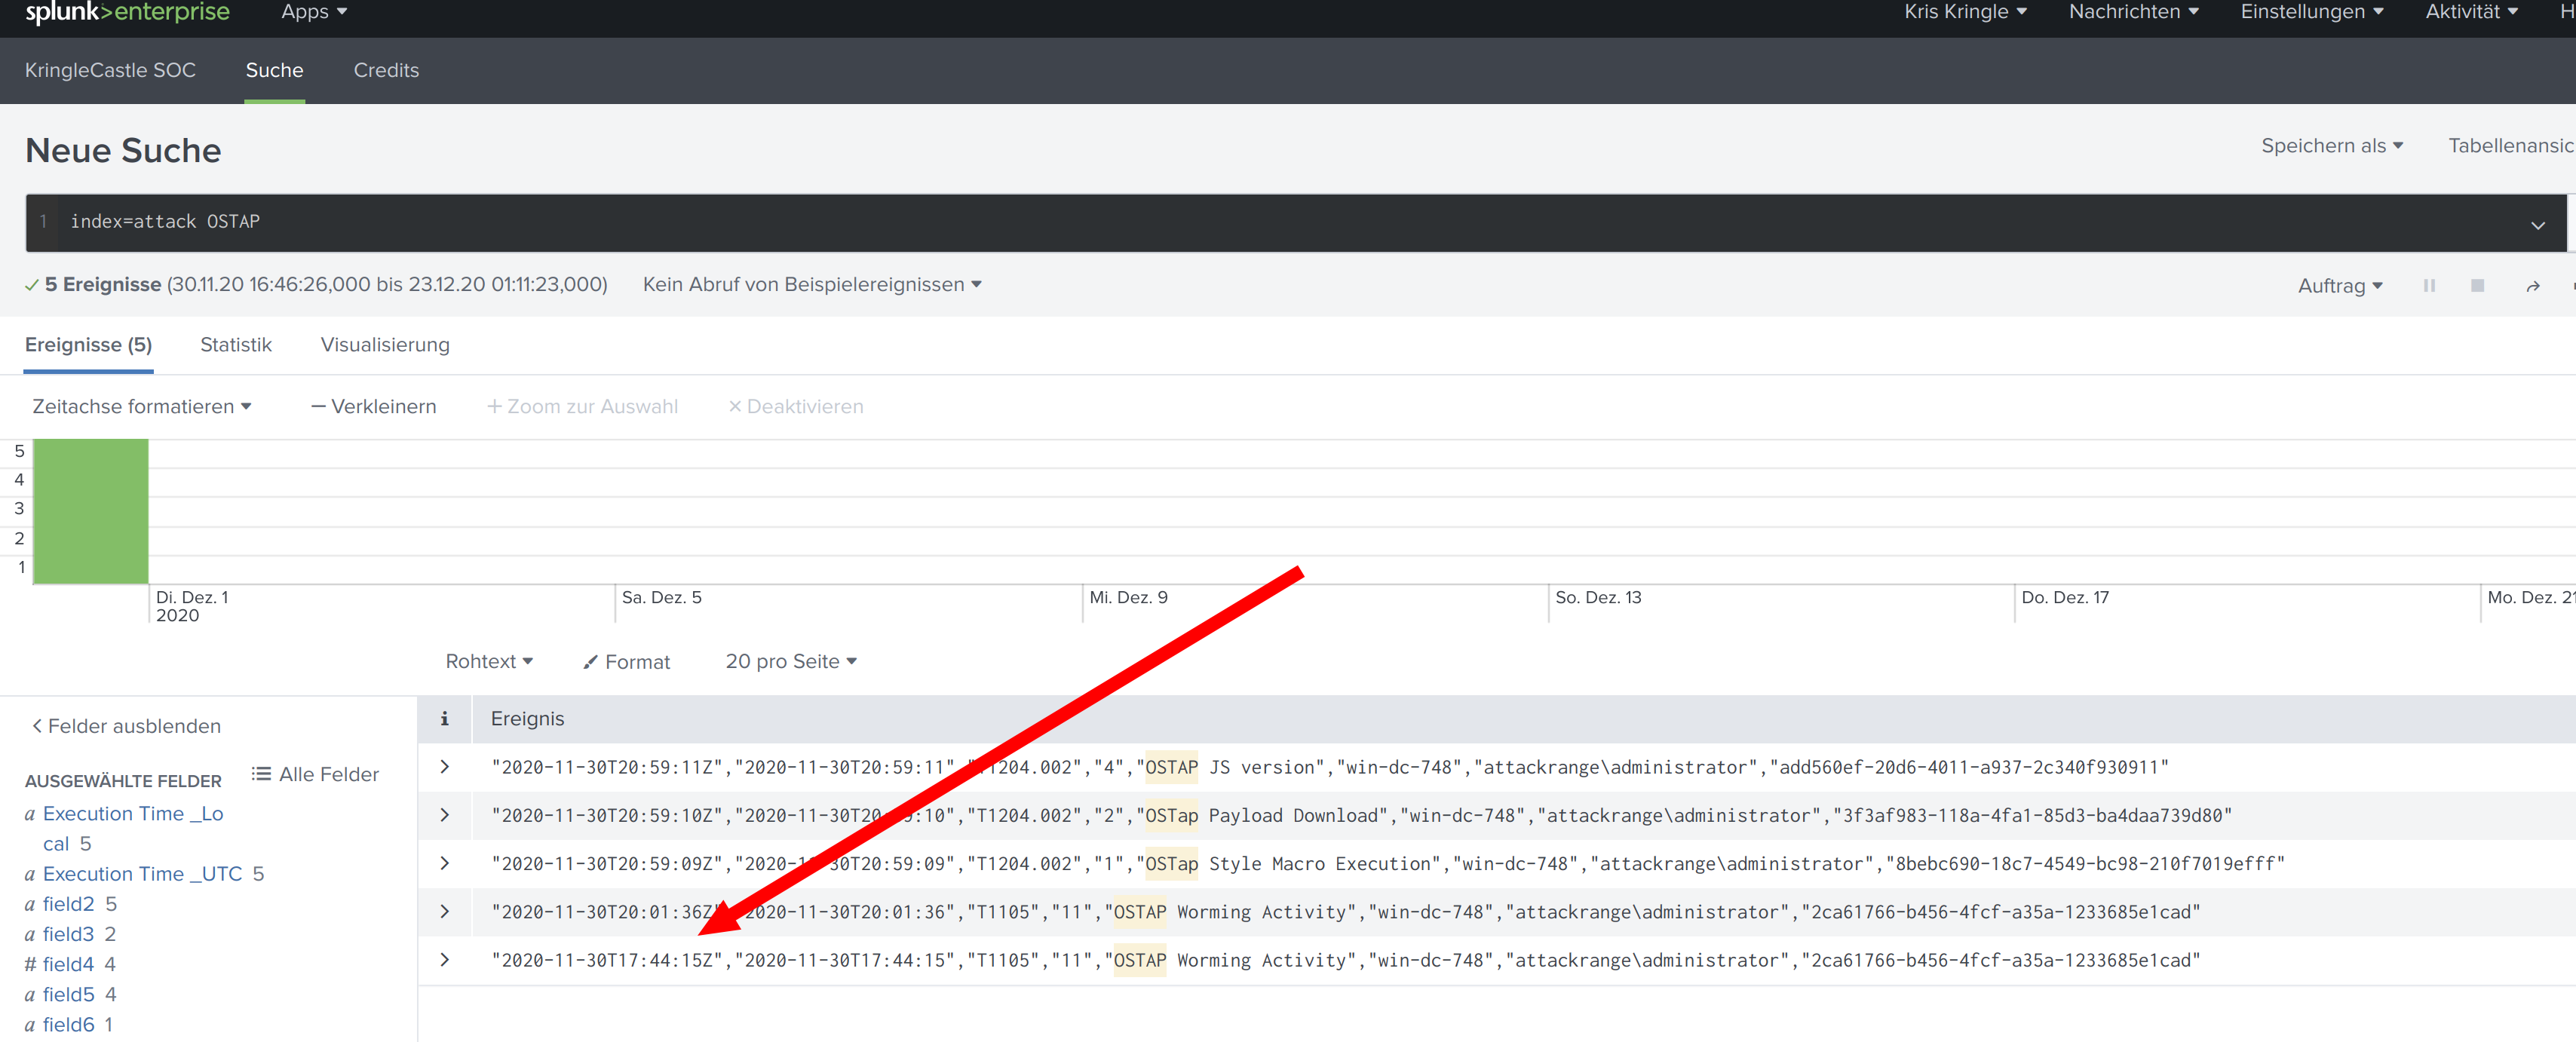 splunk>enterprise Apps Kris Kringle Nachrichten Einstellungen Aktivität H
KringleCastle SOC Suche Credits
Neue Suche Speichern als Tabellenansic
1 index=attack OSTAP
5 Ereignisse (30.11.20 16:46:26,000 bis 23.12.20 01:11:23,000) Kein Abruf von Beispielereignissen Auftrag
Ereignisse (5) Statistik Visualisierung
Zeitachse formatieren — Verkleinern + Zoom zur Auswahl × Deaktivieren
5
4
3
2
1
Di. Dez. 1 Sa. Dez. 5 Mi. Dez. 9 So. Dez. 13 Do. Dez. 17 Mo. Dez. 21
2020
Rohtext Format 20 pro Seite
< Felder ausblenden
AUSGEWÄHLTE FELDER Alle Felder
a Execution Time _Lo
cal 5
a Execution Time _UTC 5
a field2 5
a field3 2
# field4 4
a field5 4
a field6 1
i Ereignis
> "2020-11-30T20:59:11Z","2020-11-30T20:59:11" "T1204.002","4","OSTAP JS version","win-dc-748","attackrange\administrator","add560ef-20d6-4011-a937-2c340f930911"
> "2020-11-30T20:59:10Z","2020-11-30T20:59:10","T1204.002","2","OSTap Payload Download","win-dc-748","attackrange\administrator","3f3af983-118a-4fa1-85d3-ba4daa739d80"
> "2020-11-30T20:59:09Z","2020-11-30T20:59:09","T1204.002","1","OSTap Style Macro Execution","win-dc-748","attackrange\administrator","8bebc690-18c7-4549-bc98-210f7019efff"
> "2020-11-30T20:01:36Z","2020-11-30T20:01:36","T1105","11","OSTAP Worming Activity","win-dc-748","attackrange\administrator","2ca61766-b456-4fcf-a35a-1233685e1cad"
> "2020-11-30T17:44:15Z","2020-11-30T17:44:15","T1105","11","OSTAP Worming Activity","win-dc-748","attackrange\administrator","2ca61766-b456-4fcf-a35a-1233685e1cad"